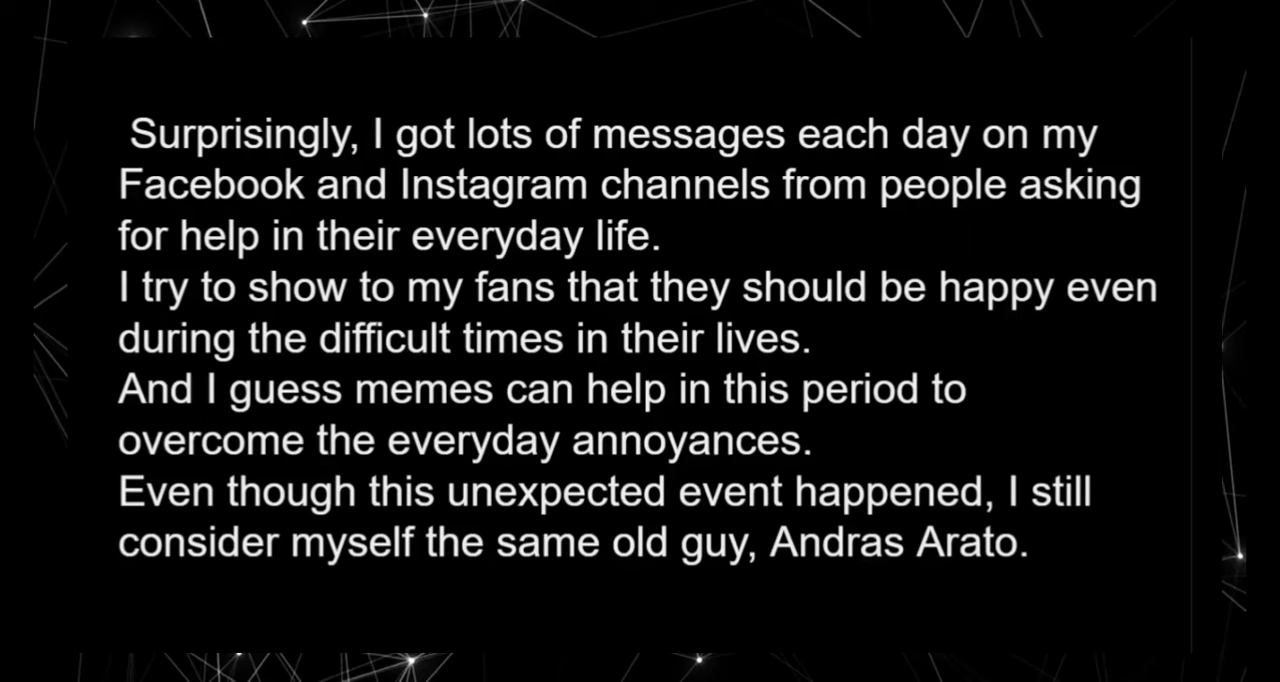 Surprisingly, I got lots of messages each day on my
Facebook and Instagram channels from people asking
for help in their everyday life.
I try to show to my fans that they should be happy even
during the difficult times in their lives.
And I guess memes can help in this period to
overcome the everyday annoyances.
Even though this unexpected event happened, I still
consider myself the same old guy, Andras Arato.